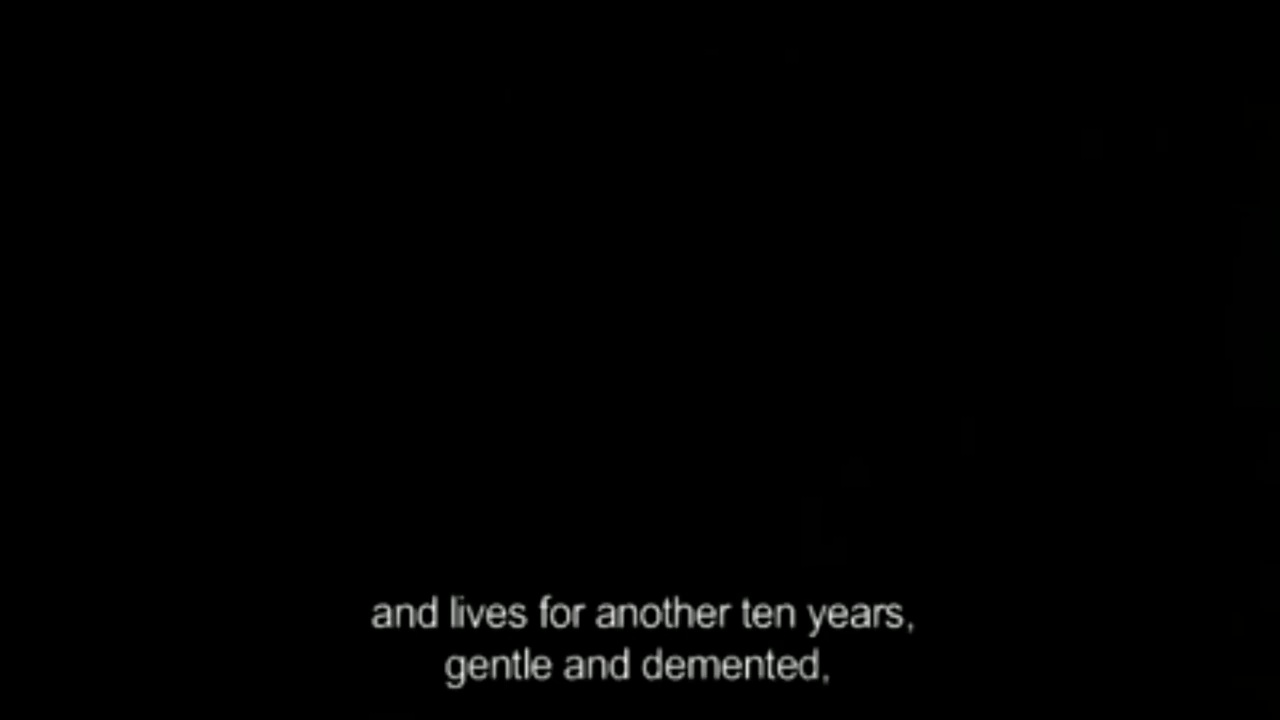 and lives for another ten years,
gentle and demented,